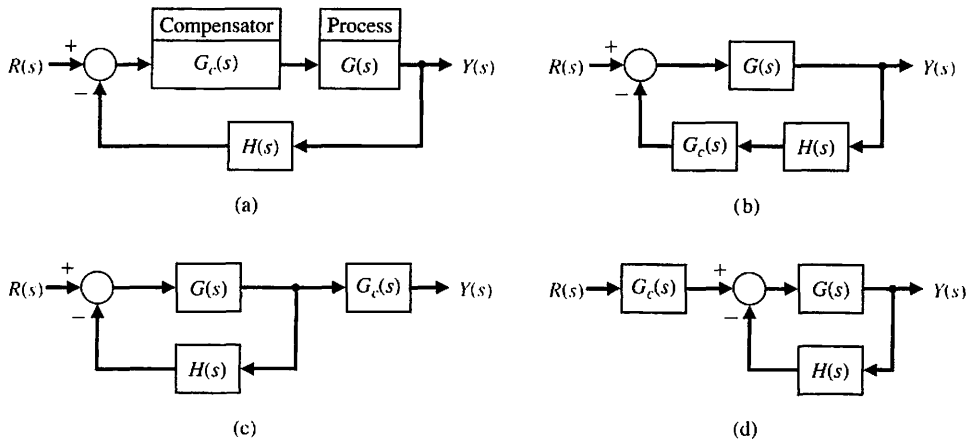 Compensator
Process
R(s)
+
−
G_c(s)
G(s)
Y(s)
H(s)
(a)
R(s)
+
−
G(s)
Y(s)
G_c(s)
H(s)
(b)
R(s)
+
−
G(s)
G_c(s)
Y(s)
H(s)
(c)
R(s)
G_c(s)
+
−
G(s)
Y(s)
H(s)
(d)